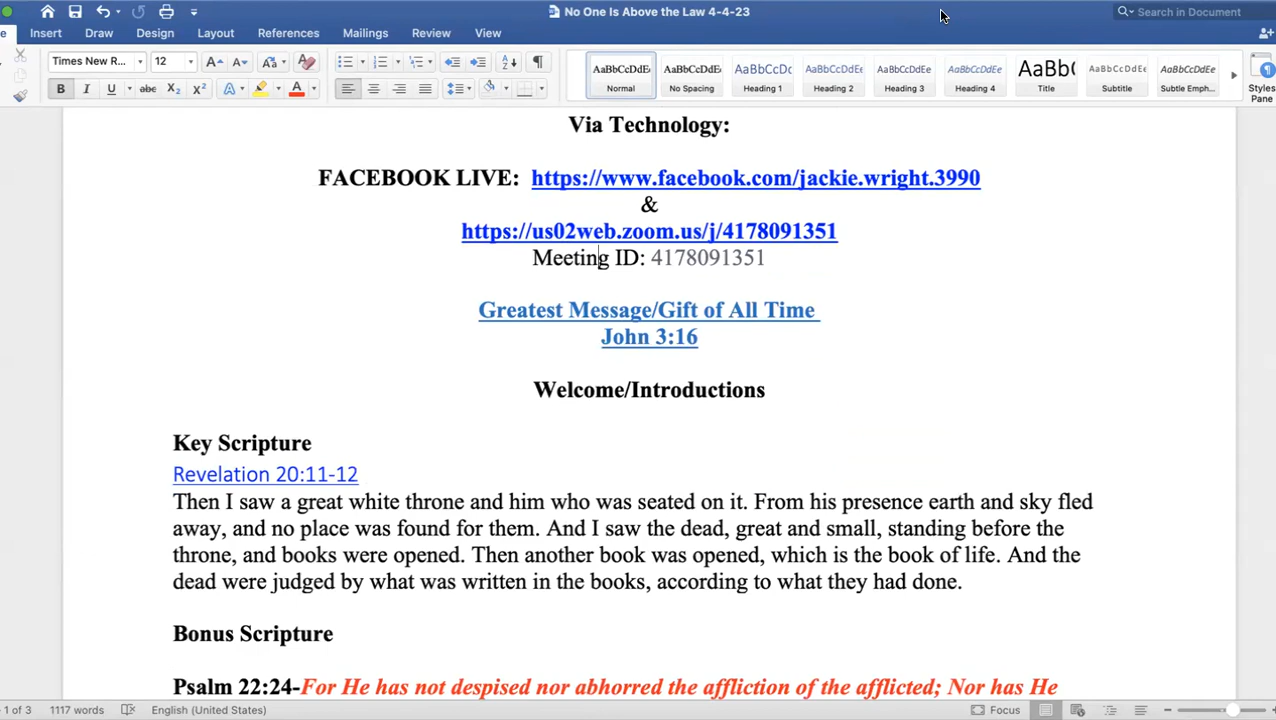 No One Is Above the Law 4-4-23
Search in Document
Insert Draw Design Layout References Mailings Review View
Times New R... 12
AaBbCcDdE AaBbCcDdEe AaBbCcDc AaBbCcDdEe AaBbCcDdEe AaBbCcDdEe AaBb( AaBbCcDdEe AaBbCcDdEe
Normal No Spacing Heading 1 Heading 2 Heading 3 Heading 4 Title Subtitle Subtle Emph...
Styles
Pane
Via Technology:
FACEBOOK LIVE: https://www.facebook.com/jackie.wright.3990
&
https://us02web.zoom.us/j/4178091351
Meeting ID: 4178091351
Greatest Message/Gift of All Time
John 3:16
Welcome/Introductions
Key Scripture
Revelation 20:11-12
Then I saw a great white throne and him who was seated on it. From his presence earth and sky fled
away, and no place was found for them. And I saw the dead, great and small, standing before the
throne, and books were opened. Then another book was opened, which is the book of life. And the
dead were judged by what was written in the books, according to what they had done.
Bonus Scripture
Psalm 22:24-For He has not despised nor abhorred the affliction of the afflicted; Nor has He
1 of 3 1117 words English (United States) Focus